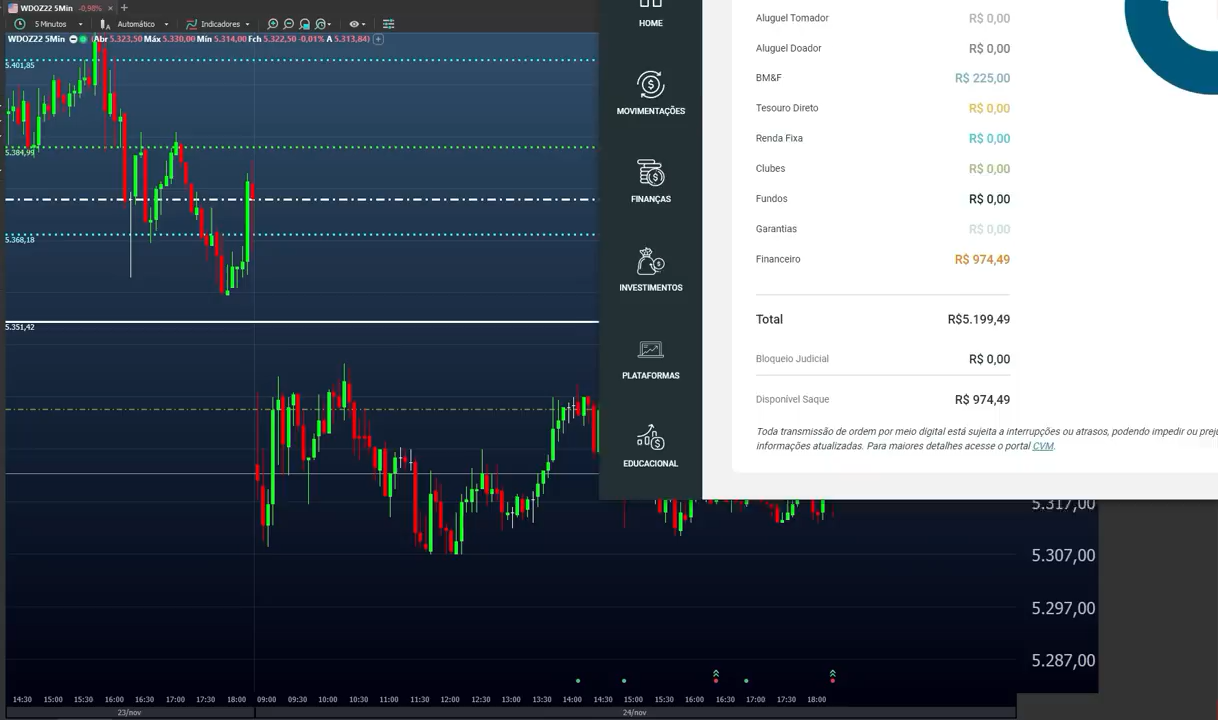 WDOZ22 5Min -0,98%
5 Minutos Automático Indicadores
WDOZ22 5Min (Abr 5.323,50 Máx 5.330,00 Mín 5.314,00 Fch 5.322,50 -0,01% A 5.313,84)
5.401,85
5.384,99
5.368,18
5.351,42
HOME
MOVIMENTAÇÕES
FINANÇAS
INVESTIMENTOS
PLATAFORMAS
EDUCACIONAL
Aluguel Tomador R$ 0,00
Aluguel Doador R$ 0,00
BM&F R$ 225,00
Tesouro Direto R$ 0,00
Renda Fixa R$ 0,00
Clubes R$ 0,00
Fundos R$ 0,00
Garantias R$ 0,00
Financeiro R$ 974,49
Total R$5.199,49
Bloqueio Judicial R$ 0,00
Disponível Saque R$ 974,49
Toda transmissão de ordem por meio digital está sujeita a interrupções ou atrasos, podendo impedir ou
informações atualizadas. Para maiores detalhes acesse o portal CVM.
5.317,00
5.307,00
5.297,00
5.287,00
14:30 15:00 15:30 16:00 16:30 17:00 17:30 18:00 09:00 09:30 10:00 10:30 11:00 11:30 12:00 12:30 13:00 13:30 14:00 14:30 15:00 15:30 16:00 16:30 17:00 17:30 18:00
23/nov 24/nov